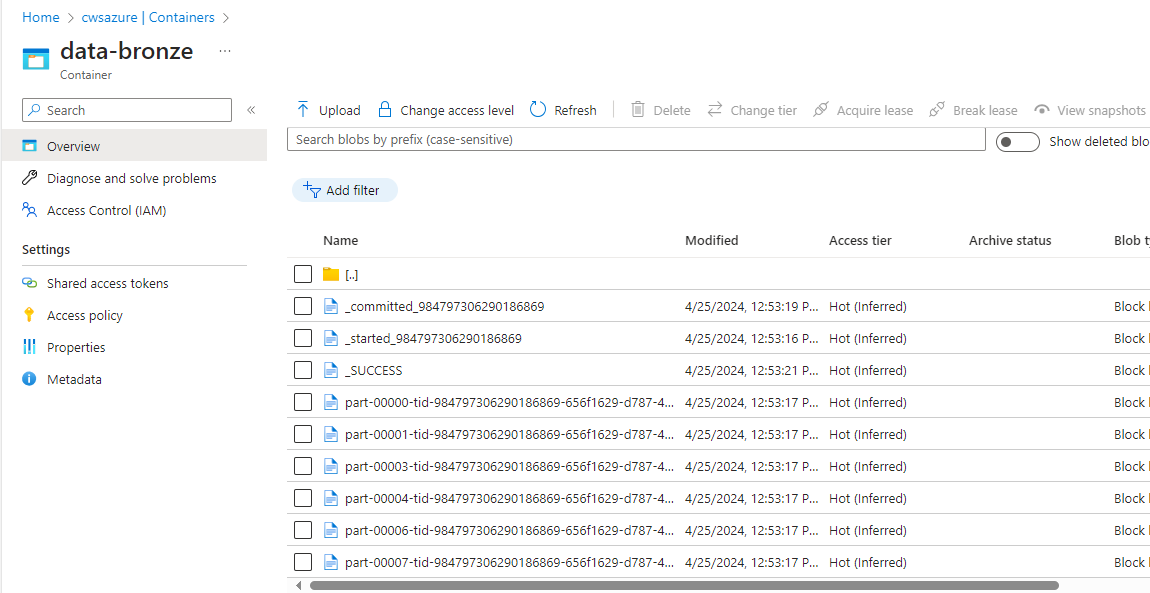 Home > cwsazure | Containers >
data-bronze ...
Container
Search «
Overview
Diagnose and solve problems
Access Control (IAM)
Settings
Shared access tokens
Access policy
Properties
Metadata
Upload Change access level Refresh Delete Change tier Acquire lease Break lease View snapshots
Search blobs by prefix (case-sensitive) Show deleted blo
Add filter
Name Modified Access tier Archive status Blob ty
[..]
_committed_984797306290186869 4/25/2024, 12:53:19 P... Hot (Inferred) Block
_started_984797306290186869 4/25/2024, 12:53:16 P... Hot (Inferred) Block
_SUCCESS 4/25/2024, 12:53:21 P... Hot (Inferred) Block
part-00000-tid-984797306290186869-656f1629-d787-4... 4/25/2024, 12:53:17 P... Hot (Inferred) Block
part-00001-tid-984797306290186869-656f1629-d787-4... 4/25/2024, 12:53:17 P... Hot (Inferred) Block
part-00003-tid-984797306290186869-656f1629-d787-4... 4/25/2024, 12:53:17 P... Hot (Inferred) Block
part-00004-tid-984797306290186869-656f1629-d787-4... 4/25/2024, 12:53:17 P... Hot (Inferred) Block
part-00006-tid-984797306290186869-656f1629-d787-4... 4/25/2024, 12:53:17 P... Hot (Inferred) Block
part-00007-tid-984797306290186869-656f1629-d787-4... 4/25/2024, 12:53:17 P... Hot (Inferred) Block